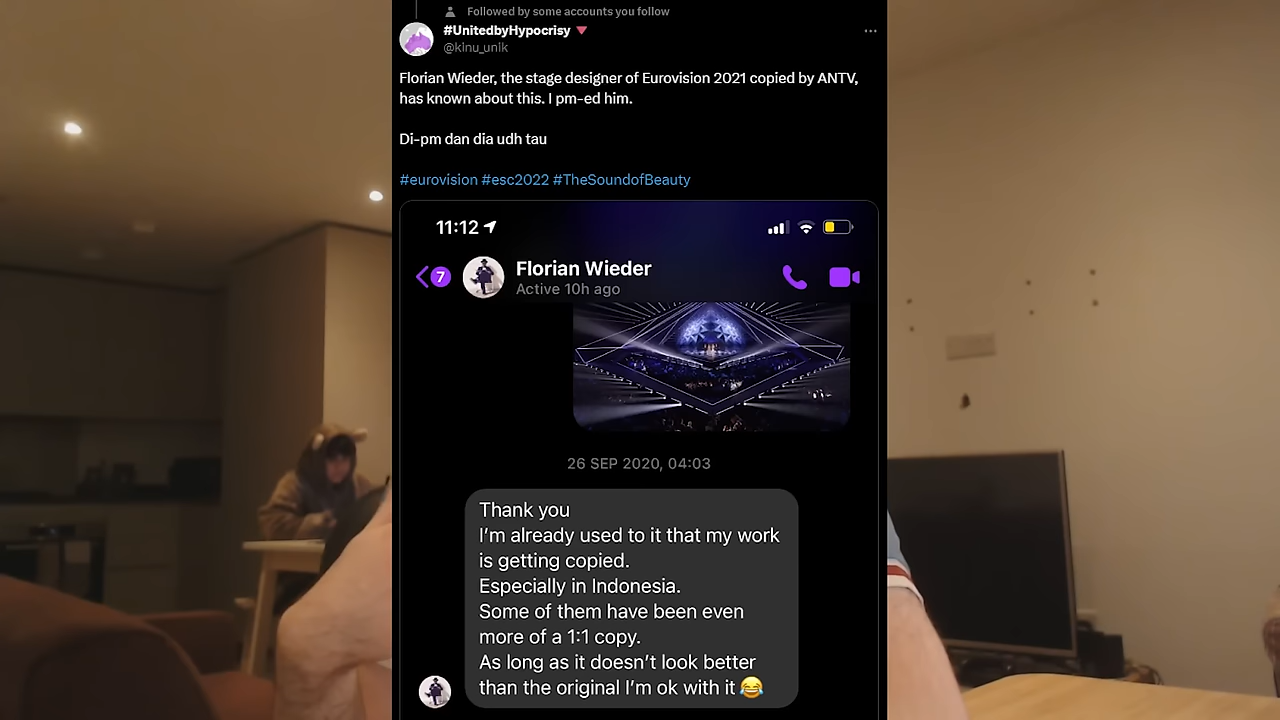 Followed by some accounts you follow
#UnitedbyHypocrisy 🔻
@kinu_unik
Florian Wieder, the stage designer of Eurovision 2021 copied by ANTV,
has known about this. I pm-ed him.
Di-pm dan dia udh tau
#eurovision #esc2022 #TheSoundofBeauty
11:12
7
Florian Wieder
Active 10h ago
26 SEP 2020, 04:03
Thank you
I'm already used to it that my work
is getting copied.
Especially in Indonesia.
Some of them have been even
more of a 1:1 copy.
As long as it doesn't look better
than the original I'm ok with it 😂